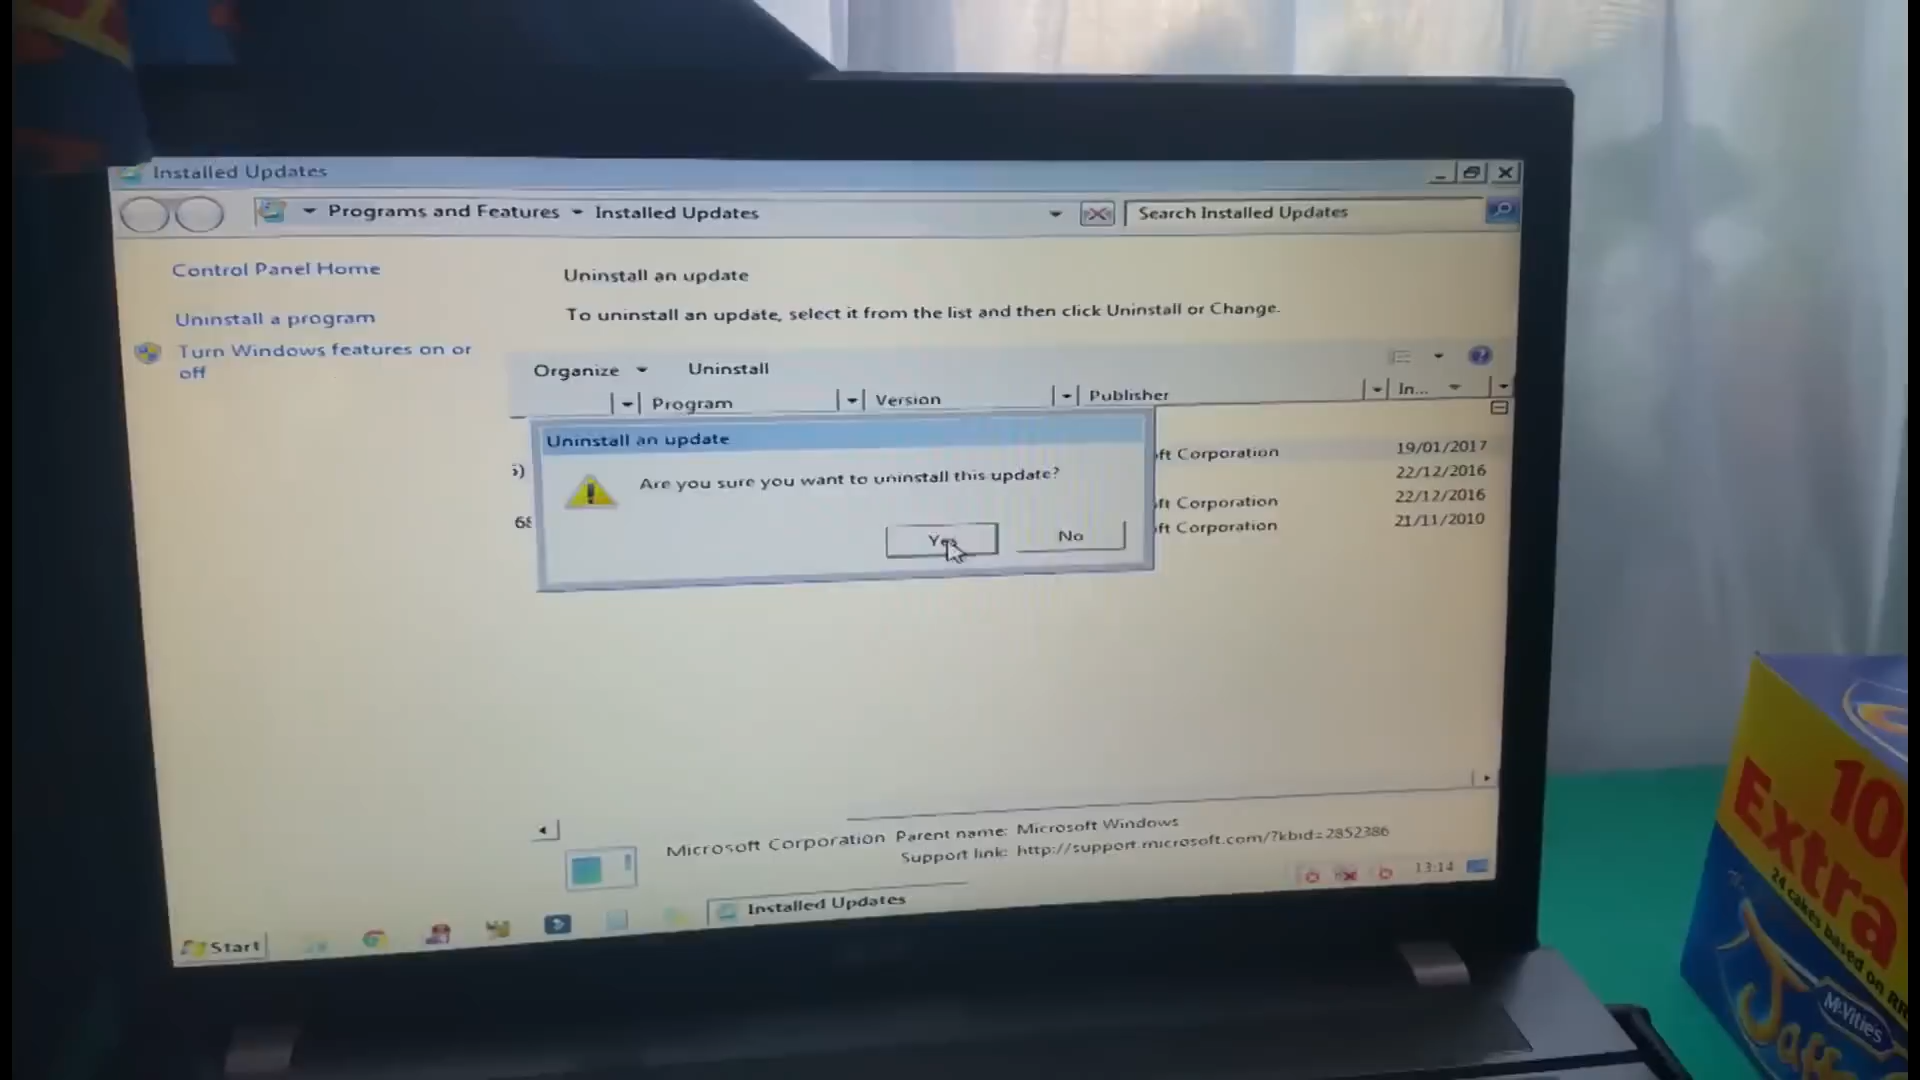 Installed Updates
Programs and Features Installed Updates
Search Installed Updates
Control Panel Home
Uninstall a program
Turn Windows features on or
off
Uninstall an update
To uninstall an update, select it from the list and then click Uninstall or Change.
Organize Uninstall
Program Version Publisher In...
Uninstall an update
Are you sure you want to uninstall this update?
Yes No
ft Corporation 19/01/2017
22/12/2016
ft Corporation 22/12/2016
ft Corporation 21/11/2010
Microsoft Corporation Parent name: Microsoft Windows
Support link: http://support.microsoft.com/?kbid=2852386
13:14
Start
Installed Updates
Extra
24 cakes based on
McVitie's